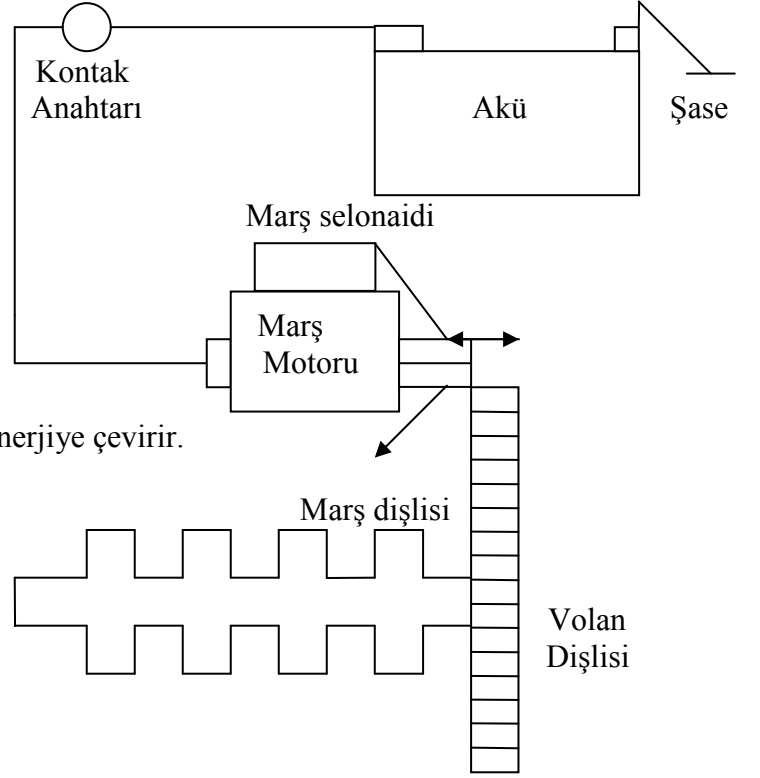 Kontak
Anahtarı
Akü
Şase
Marş selonaidi
Marş
Motoru
nerjiye çevirir.
Marş dişlisi
Volan
Dişlisi